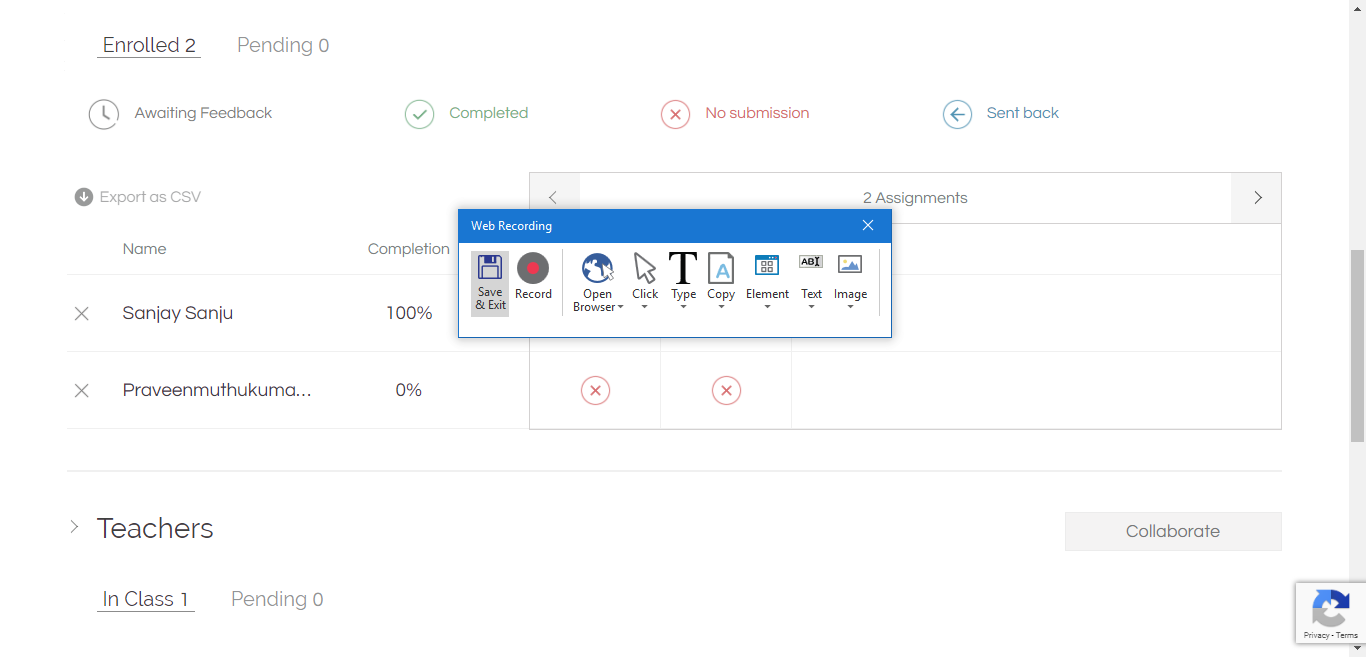 Enrolled 2 Pending 0
Awaiting Feedback Completed No submission Sent back
Export as CSV 2 Assignments
Web Recording
Name Completion
Save & Exit Record Open Browser Click Type Copy Element Text Image
Sanjay Sanju 100%
Praveenmuthukuma... 0%
Teachers Collaborate
In Class 1 Pending 0
Privacy - Terms